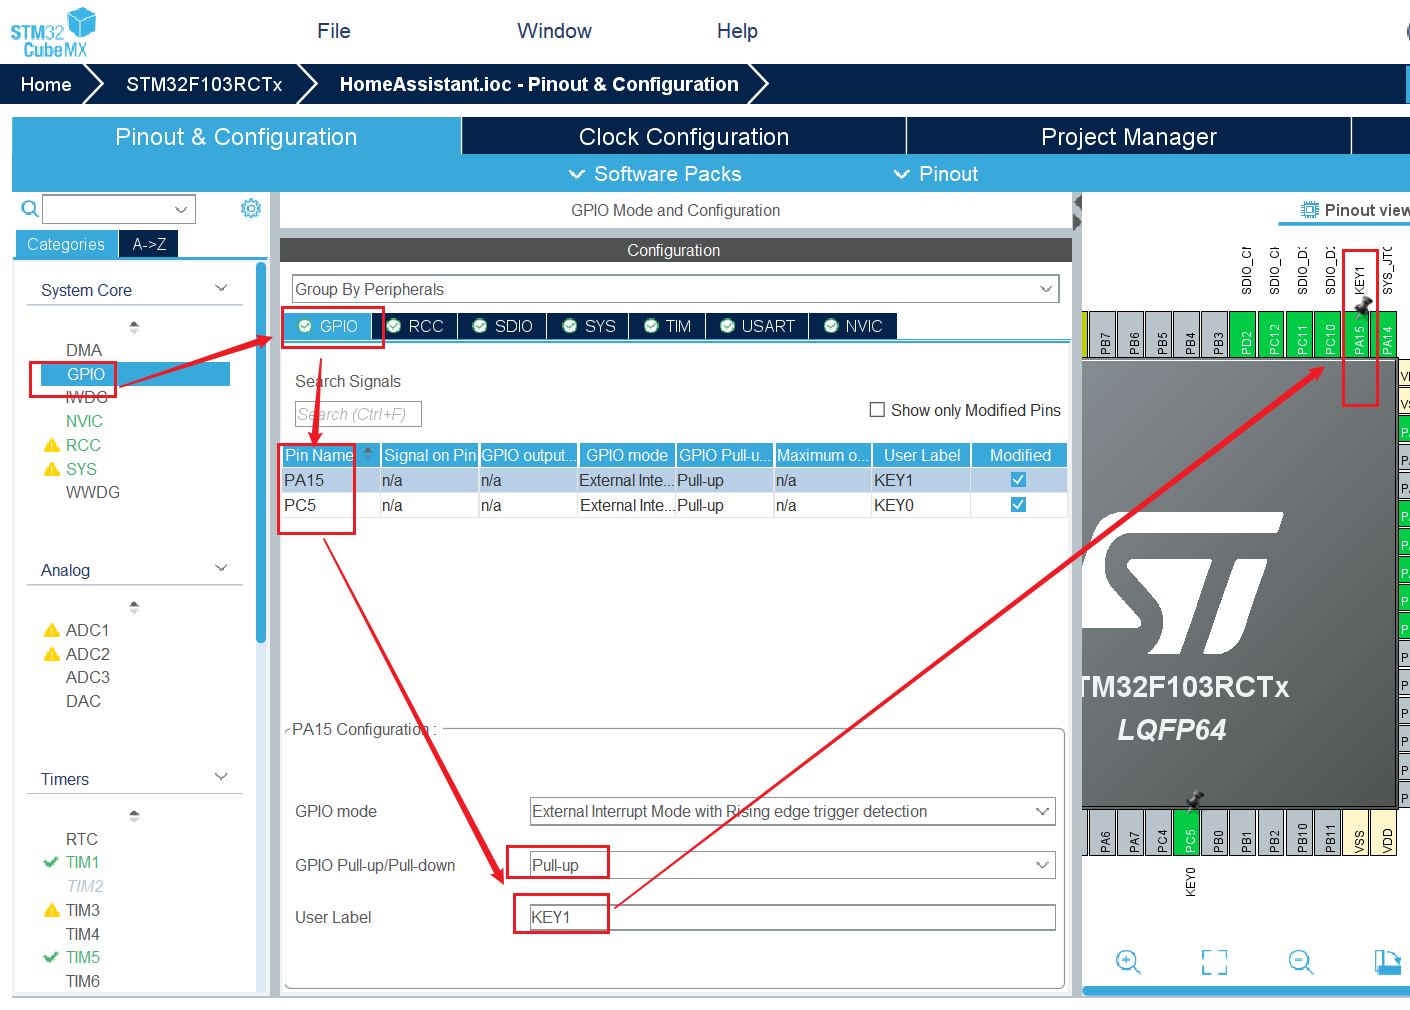 STM32
CubeMX
File
Window
Help
Home
STM32F103RCTx
HomeAssistant.ioc - Pinout & Configuration
Pinout & Configuration
Clock Configuration
Project Manager
Software Packs
Pinout
Categories
A->Z
System Core
DMA
GPIO
IWDG
NVIC
RCC
SYS
WWDG
Analog
ADC1
ADC2
ADC3
DAC
Timers
RTC
TIM1
TIM2
TIM3
TIM4
TIM5
TIM6
GPIO Mode and Configuration
Configuration
Group By Peripherals
GPIO
RCC
SDIO
SYS
TIM
USART
NVIC
Search Signals
Search (Ctrl+F)
Show only Modified Pins
Pin Name
Signal on Pin
GPIO output...
GPIO mode
GPIO Pull-u...
Maximum o...
User Label
Modified
PA15
n/a
n/a
External Inte...
Pull-up
n/a
KEY1
PC5
n/a
n/a
External Inte...
Pull-up
n/a
KEY0
PA15 Configuration :
GPIO mode
External Interrupt Mode with Rising edge trigger detection
GPIO Pull-up/Pull-down
Pull-up
User Label
KEY1
Pinout view
KEY1
PB7
PB6
PB5
PB4
PB3
PD2
PC12
PC11
PC10
PA15
PA14
ST
TM32F103RCTx
LQFP64
PA6
PA7
PC4
PC5
PB0
PB1
PB2
PB10
PB11
VSS
VDD
KEY0